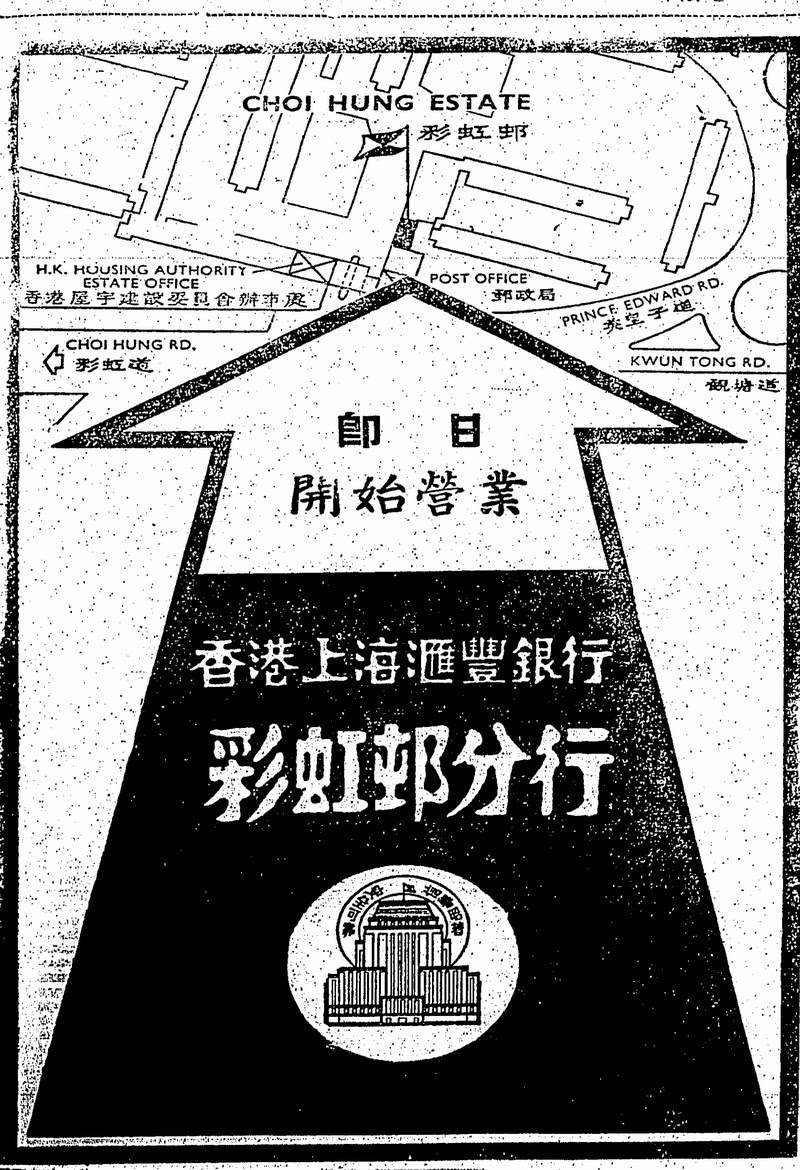 CHOI HUNG ESTATE
彩虹邨
H.K. HOUSING AUTHORITY
ESTATE OFFICE
香港屋宇建設委員會辦事處
POST OFFICE
郵政局
PRINCE EDWARD RD.
英皇子道
CHOI HUNG RD.
彩虹道
KWUN TONG RD.
觀塘道
即日
開始營業
香港上海滙豐銀行
彩虹邨分行